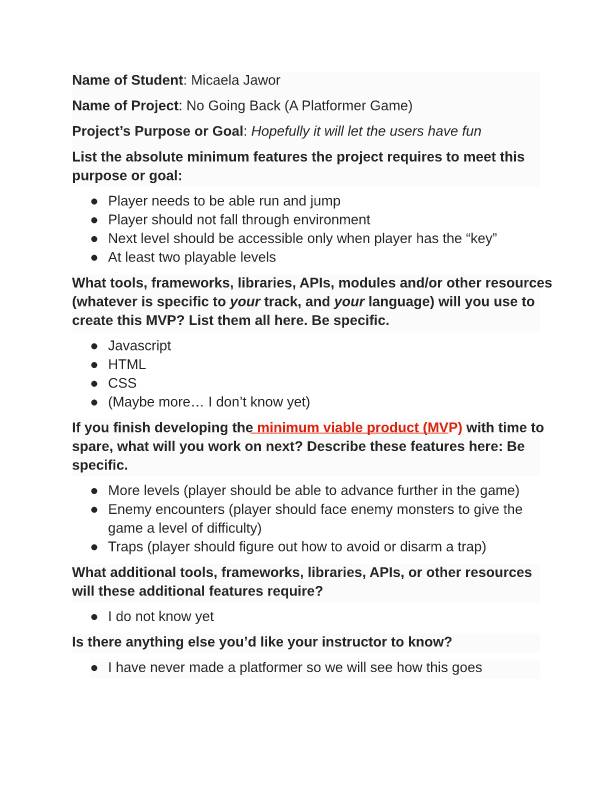 Name of Student: Micaela Jawor
Name of Project: No Going Back (A Platformer Game)
Project’s Purpose or Goal: Hopefully it will let the users have fun
List the absolute minimum features the project requires to meet this
purpose or goal:
● Player needs to be able run and jump
● Player should not fall through environment
● Next level should be accessible only when player has the “key”
● At least two playable levels
What tools, frameworks, libraries, APIs, modules and/or other resources
(whatever is specific to your track, and your language) will you use to
create this MVP? List them all here. Be specific.
● Javascript
● HTML
● CSS
● (Maybe more… I don’t know yet)
If you finish developing the minimum viable product (MVP) with time to
spare, what will you work on next? Describe these features here: Be
specific.
● More levels (player should be able to advance further in the game)
● Enemy encounters (player should face enemy monsters to give the
game a level of difficulty)
● Traps (player should figure out how to avoid or disarm a trap)
What additional tools, frameworks, libraries, APIs, or other resources
will these additional features require?
● I do not know yet
Is there anything else you’d like your instructor to know?
● I have never made a platformer so we will see how this goes